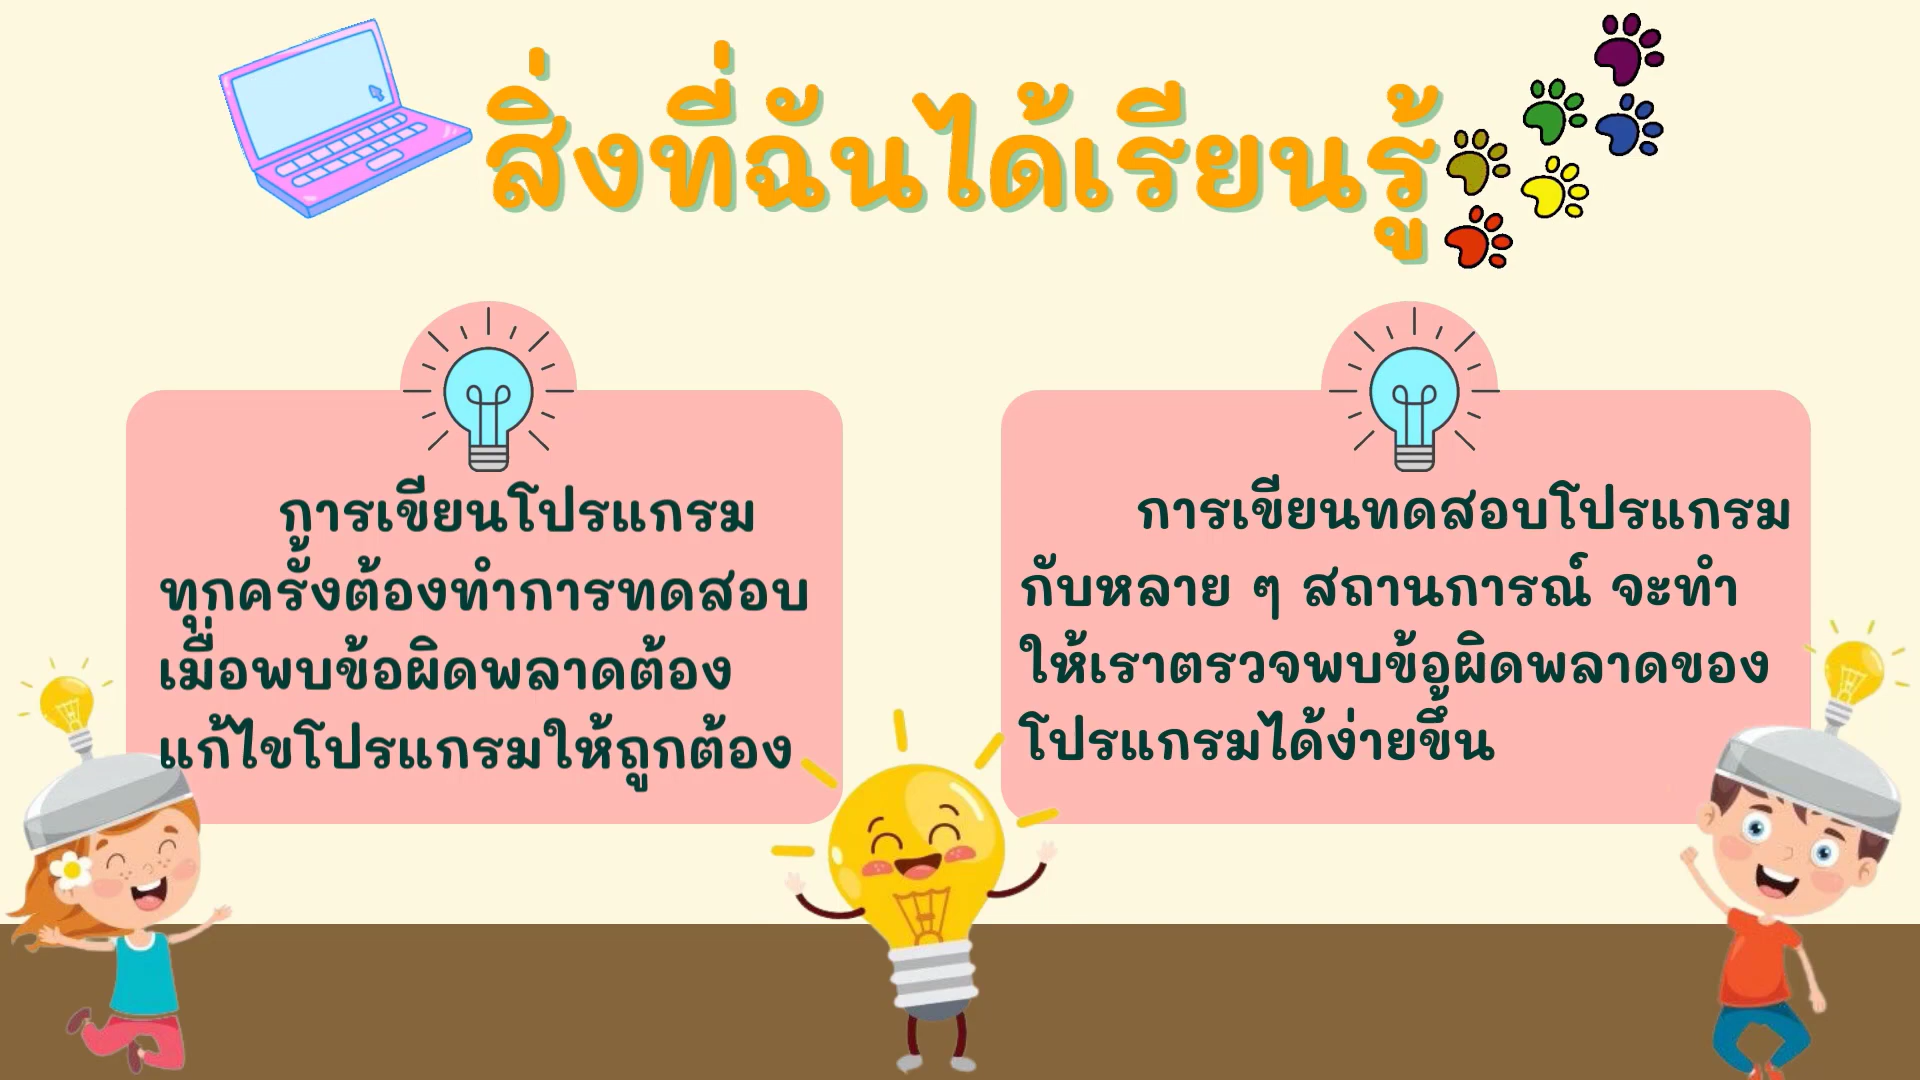 สิ่งที่ฉันได้เรียนรู้
การเขียนโปรแกรม
ทุกครั้งต้องทำการทดสอบ
เมื่อพบข้อผิดพลาดต้อง
แก้ไขโปรแกรมให้ถูกต้อง
การเขียนทดสอบโปรแกรม
กับหลาย ๆ สถานการณ์ จะทำ
ให้เราตรวจพบข้อผิดพลาดของ
โปรแกรมได้ง่ายขึ้น